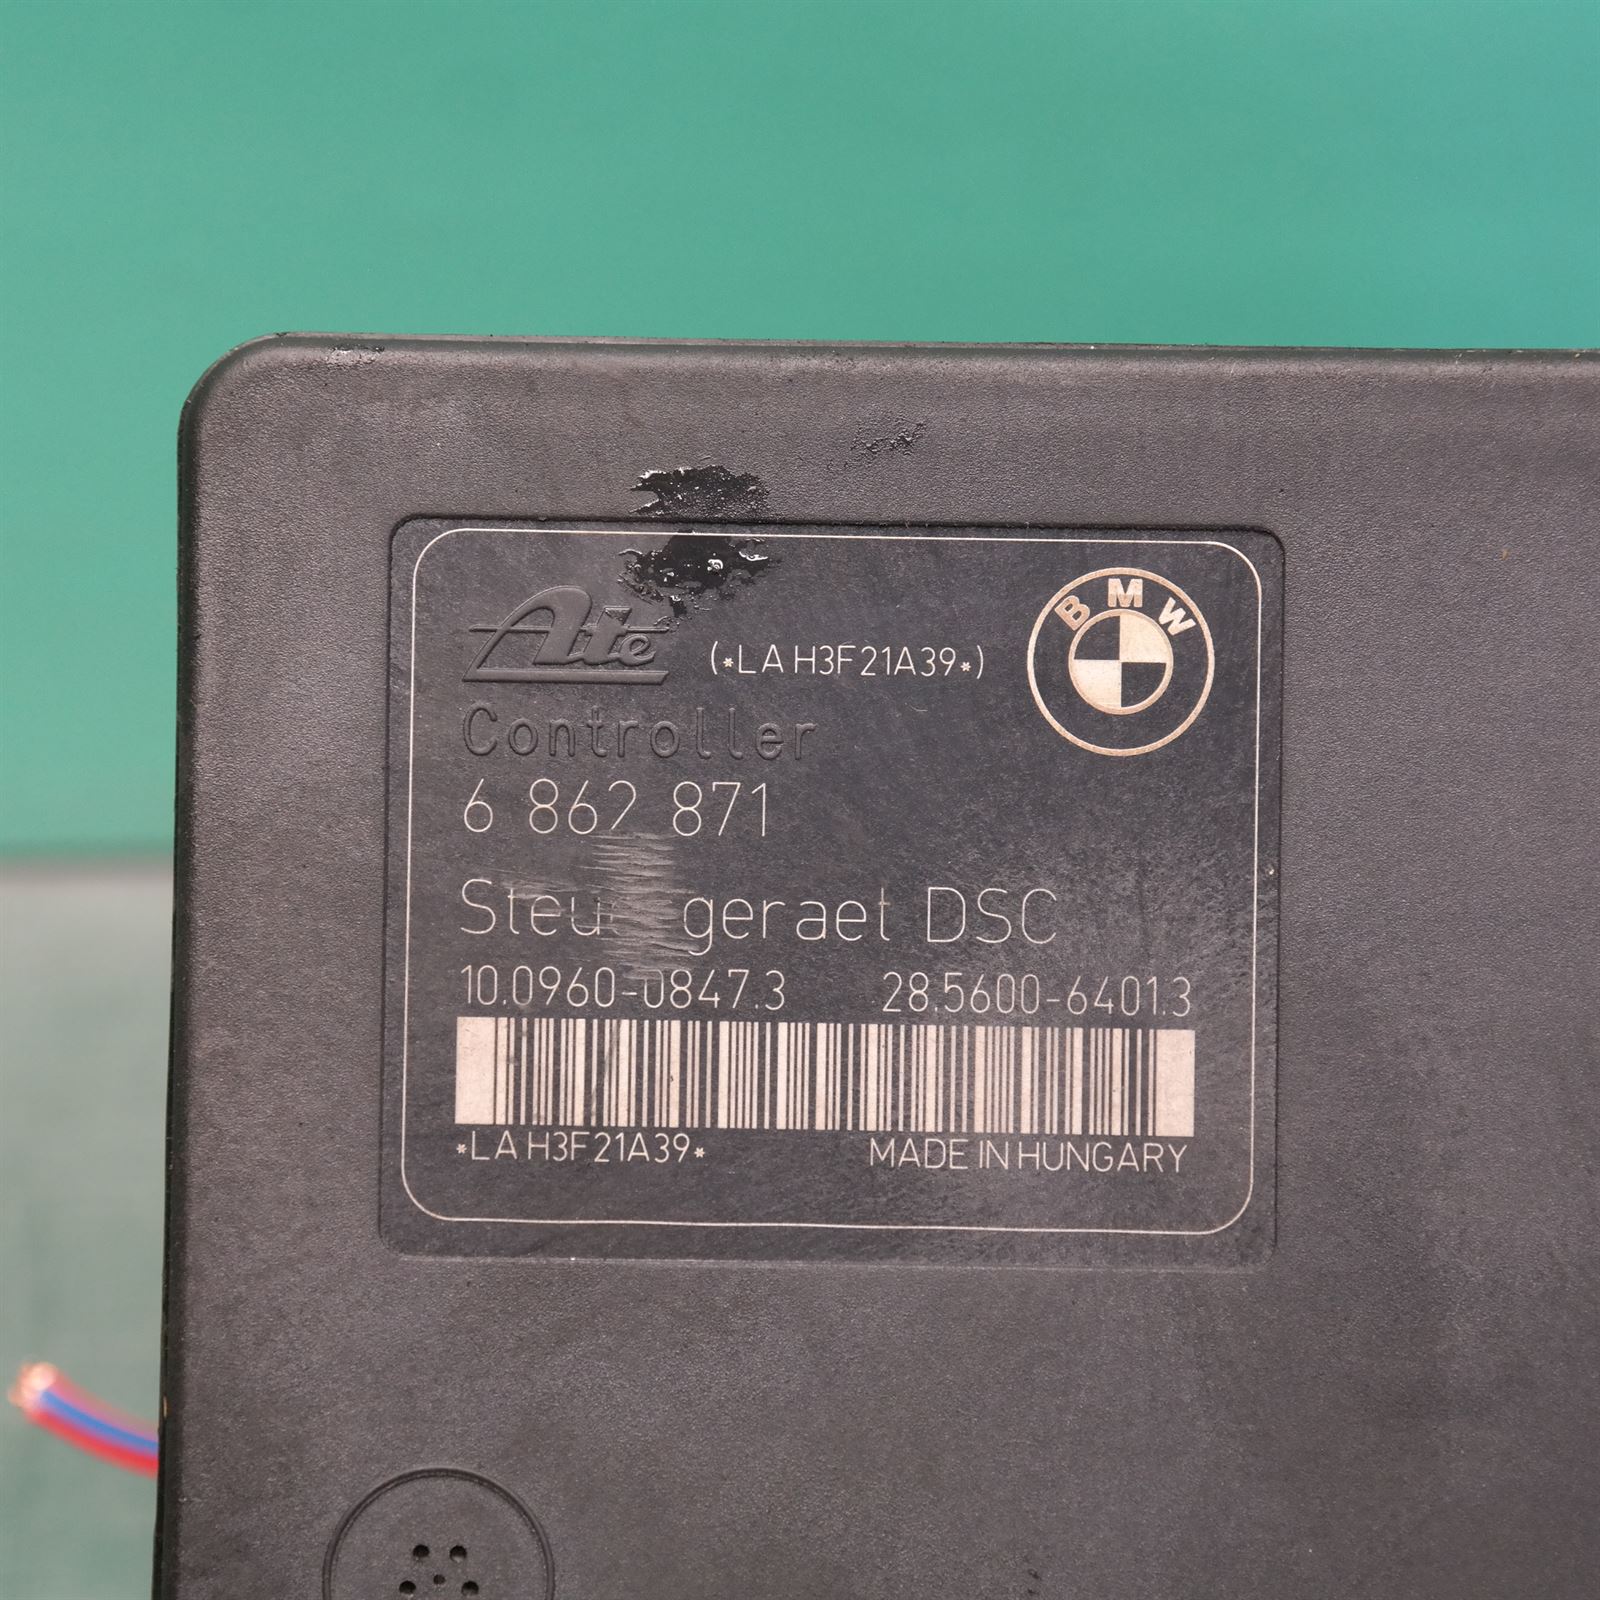 Ate
(*LA H3F21A39*)
BMW
Controller
6 862 871
geraet DSC
10.0960-0847.3 28.5600-6401.3
*LA H3F21A39*
MADE IN HUNGARY